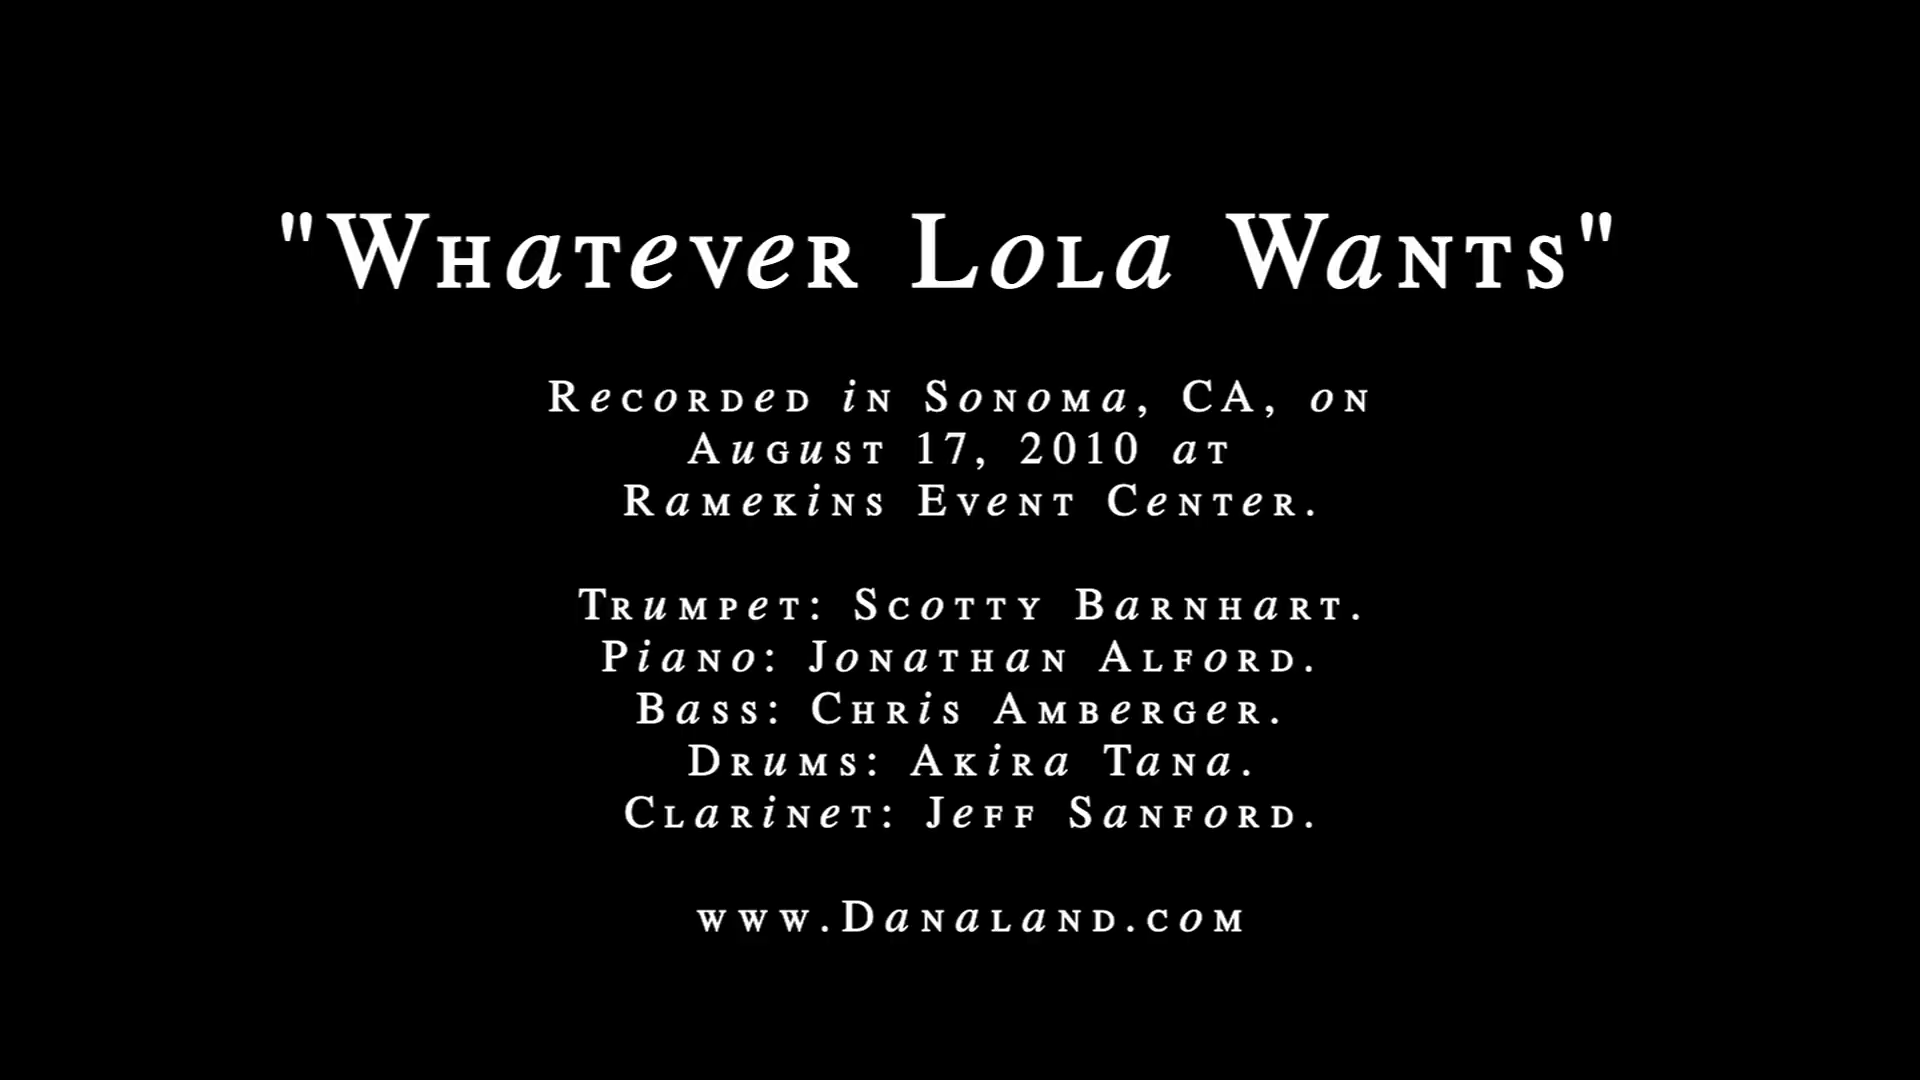 "Whatever Lola Wants"
Recorded in Sonoma, CA, on
August 17, 2010 at
Ramekins Event Center.
Trumpet: Scotty Barnhart.
Piano: Jonathan Alford.
Bass: Chris Amberger.
Drums: Akira Tana.
Clarinet: Jeff Sanford.
www.Danaland.com